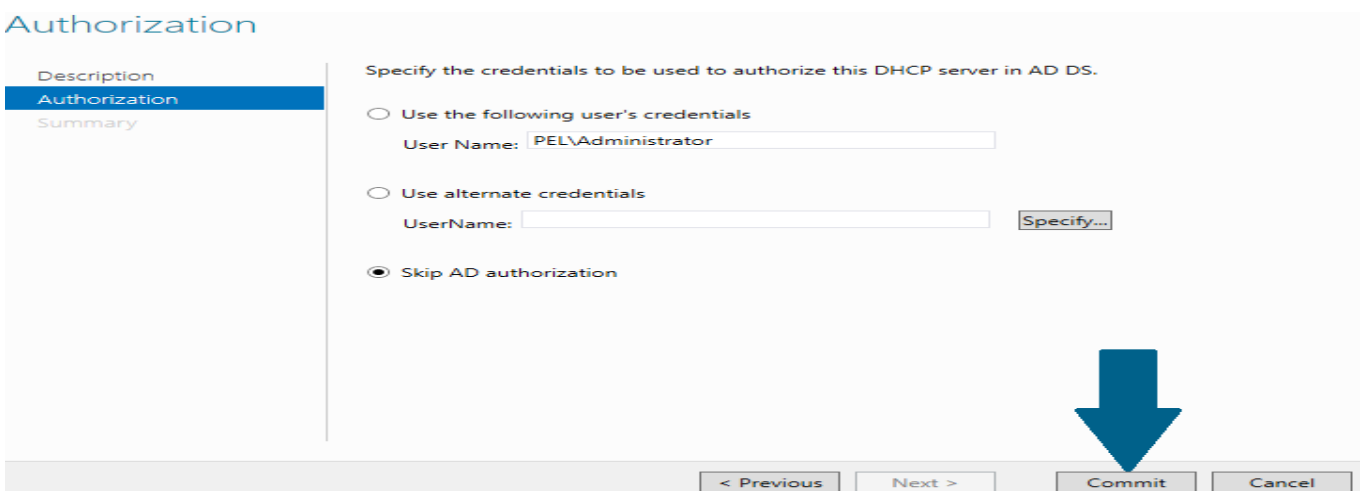 Authorization
Description
Authorization
Summary
Specify the credentials to be used to authorize this DHCP server in AD DS.
Use the following user's credentials
User Name: PEL\Administrator
Use alternate credentials
UserName:
Specify...
Skip AD authorization
< Previous
Next >
Commit
Cancel